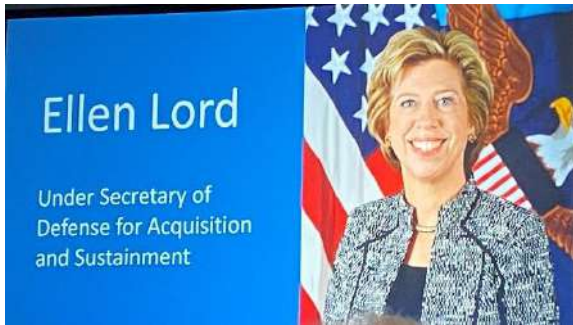 Ellen Lord
Under Secretary of
Defense for Acquisition
and Sustainment